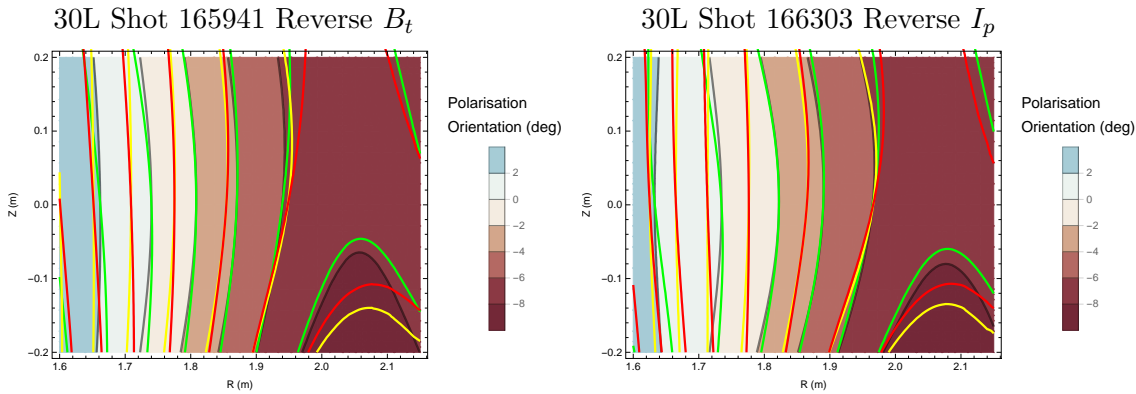 30L Shot 165941 Reverse Bt
30L Shot 166303 Reverse Ip
0.2
0.1
0.0
−0.1
−0.2
Z (m)
1.6 1.7 1.8 1.9 2.0 2.1
R (m)
Polarisation
Orientation (deg)
2
0
−2
−4
−6
−8
0.2
0.1
0.0
−0.1
−0.2
Z (m)
1.6 1.7 1.8 1.9 2.0 2.1
R (m)
Polarisation
Orientation (deg)
2
0
−2
−4
−6
−8